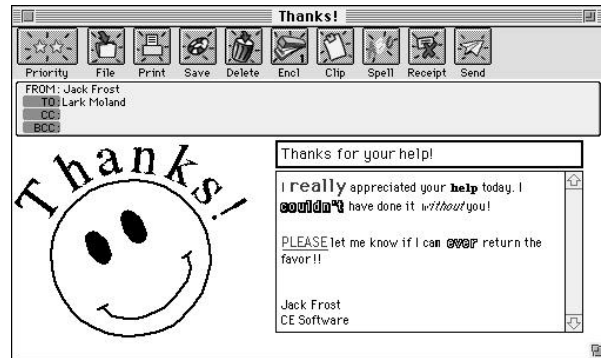 Thanks!
Priority File Print Save Delete Encl Clip Spell Receipt Send
1
FROM: Jack Frost
TO: Lark Moland
CC:
BCC:
Thanks!
Thanks for your help!
I really appreciated your help today. I
couldn't have done it without you!
PLEASE let me know if I can ever return the
favor!!
Jack Frost
CE Software